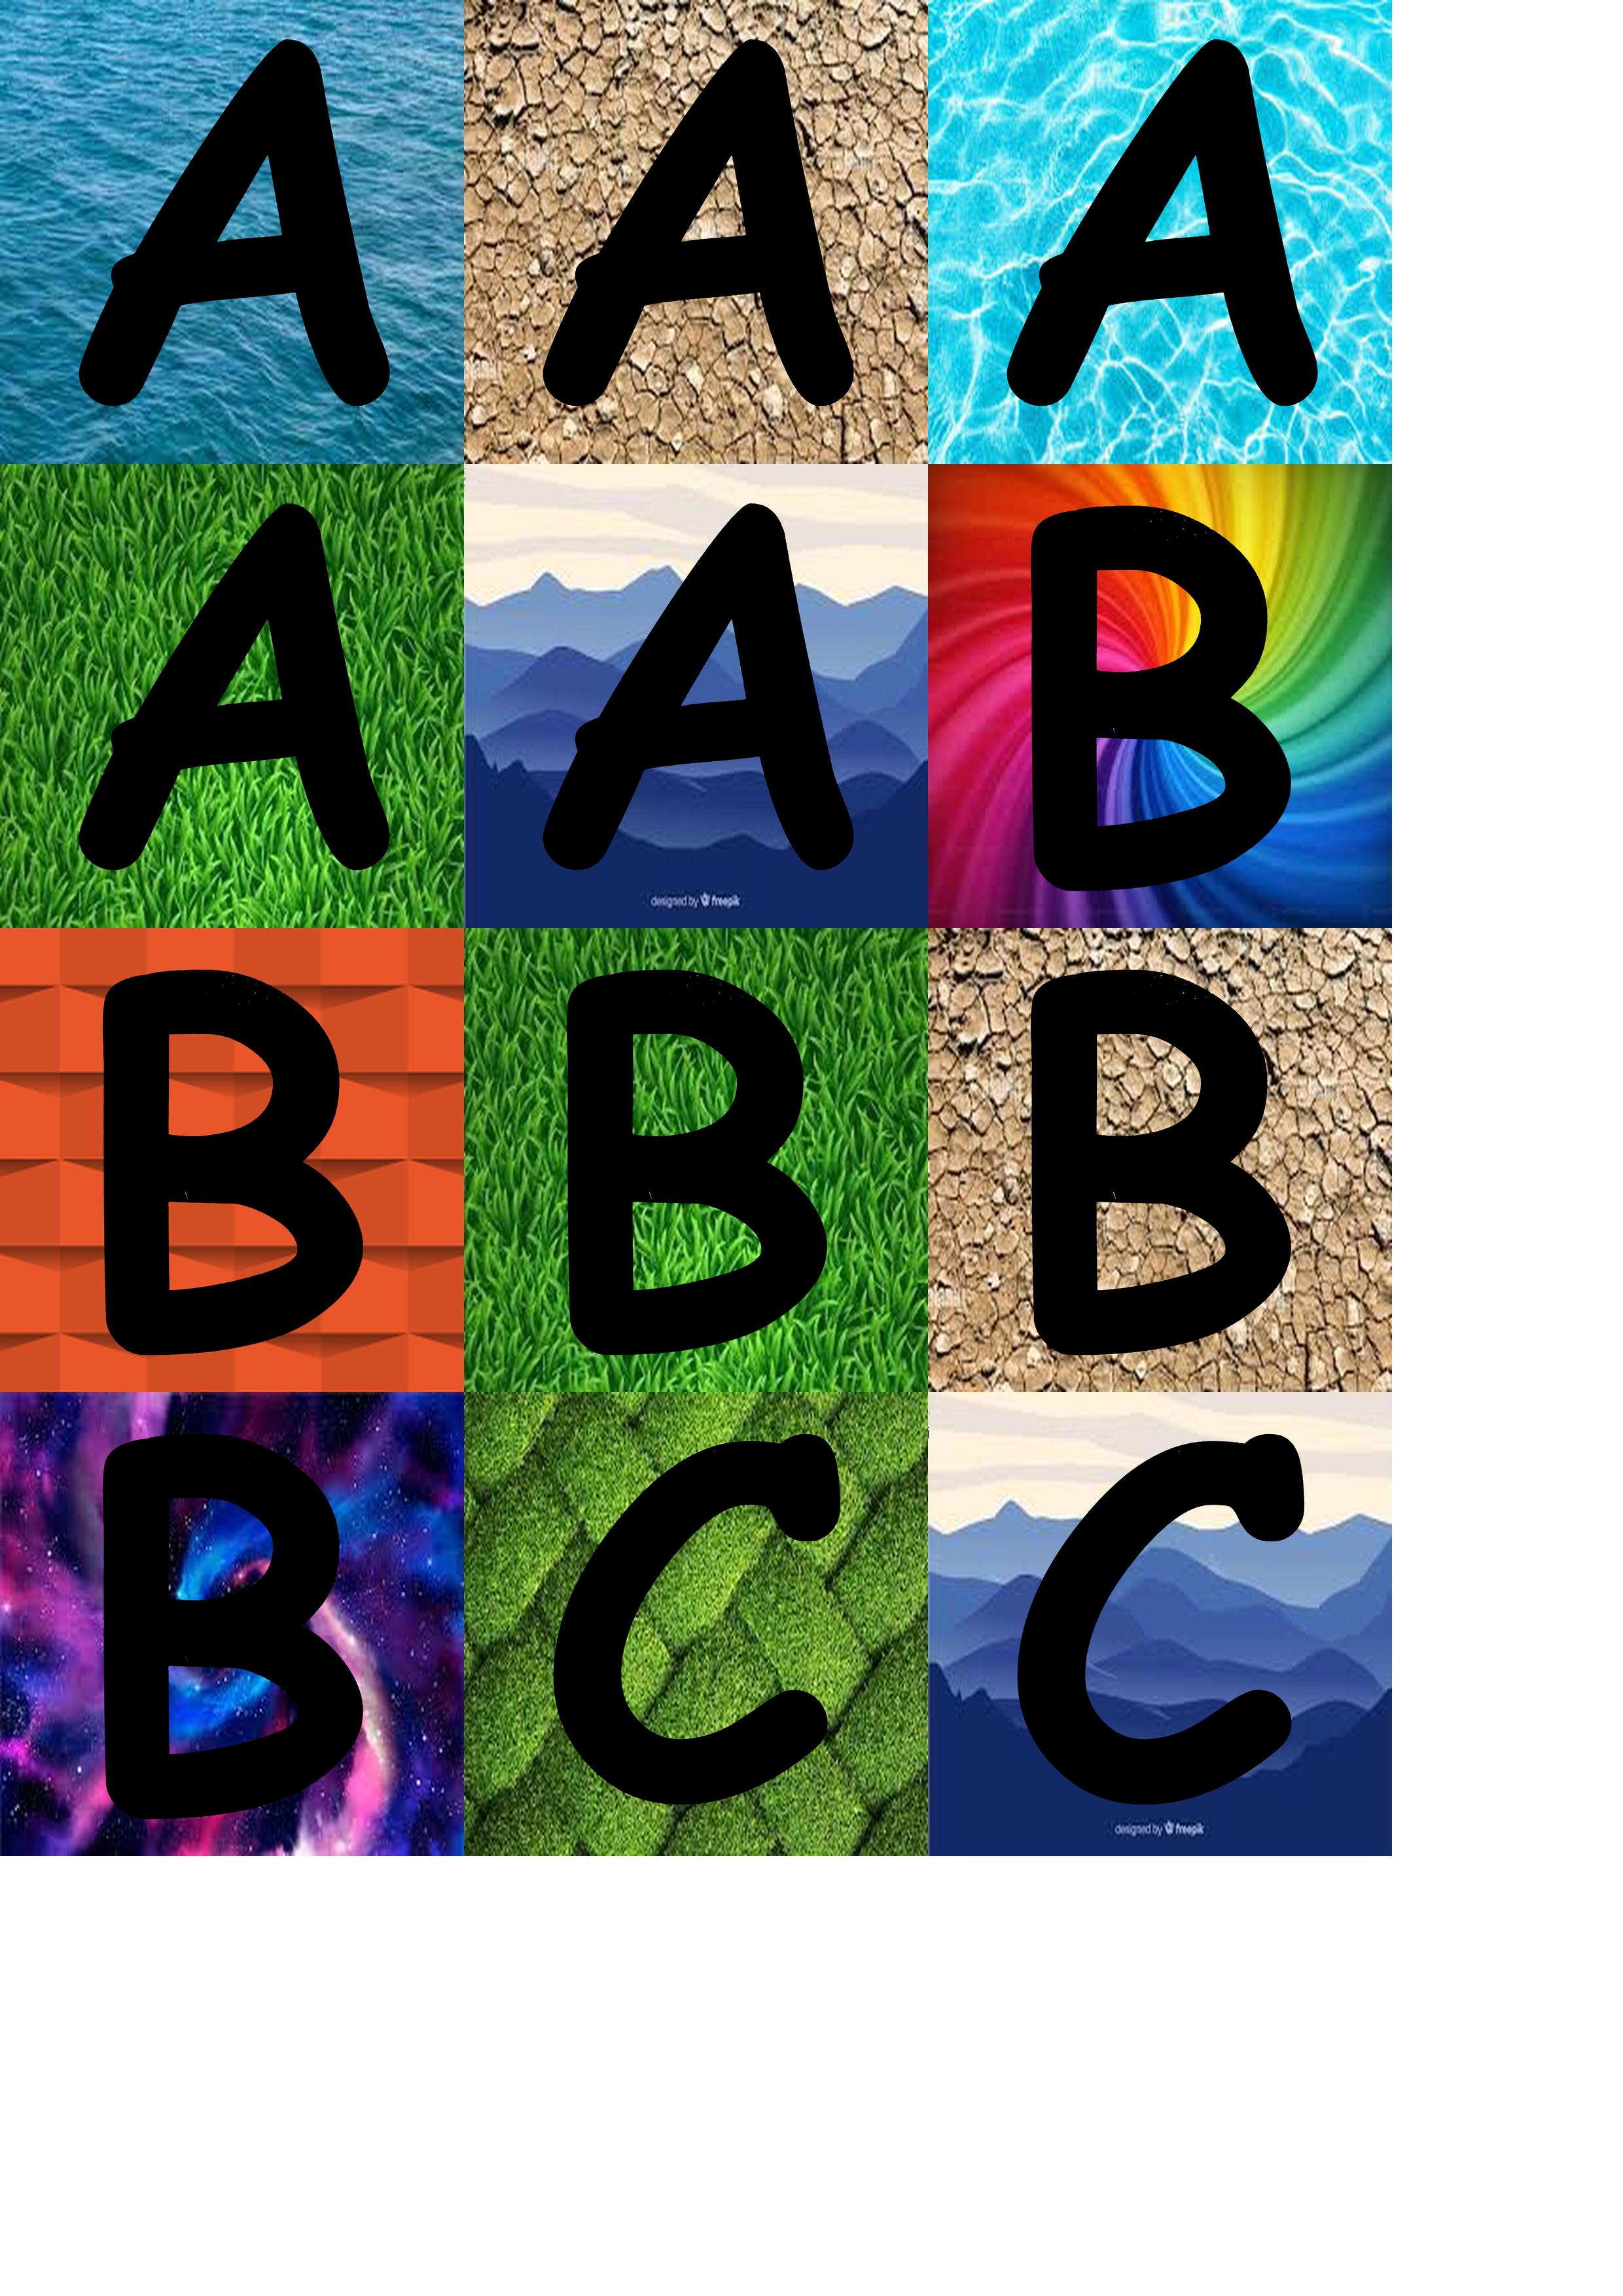 A A A
A A B
designed by freepik
B B B
B C C
designed by freepik